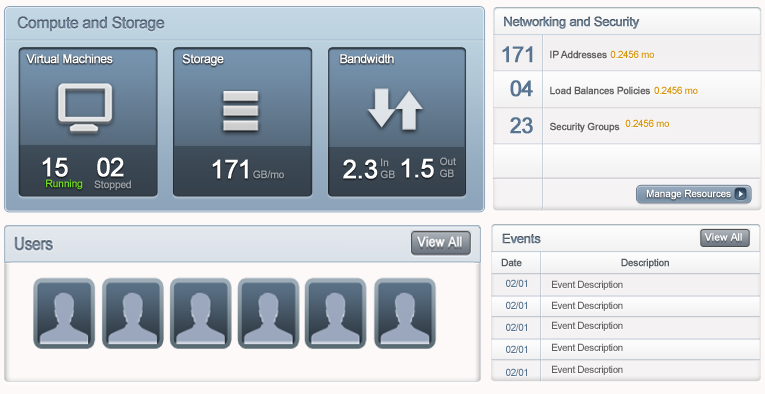 Compute and Storage
Virtual Machines
15 02
Running Stopped
Storage
171 GB/mo
Bandwidth
2.3 In GB 1.5 Out GB
Networking and Security
171 IP Addresses 0.2456 mo
04 Load Balances Policies 0.2456 mo
23 Security Groups 0.2456 mo
Manage Resources
Users View All
Events View All
Date Description
02/01 Event Description
02/01 Event Description
02/01 Event Description
02/01 Event Description
02/01 Event Description